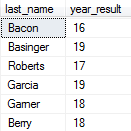 last_name year_result
Bacon 16
Basinger 19
Roberts 17
Garcia 19
Garner 18
Berry 18